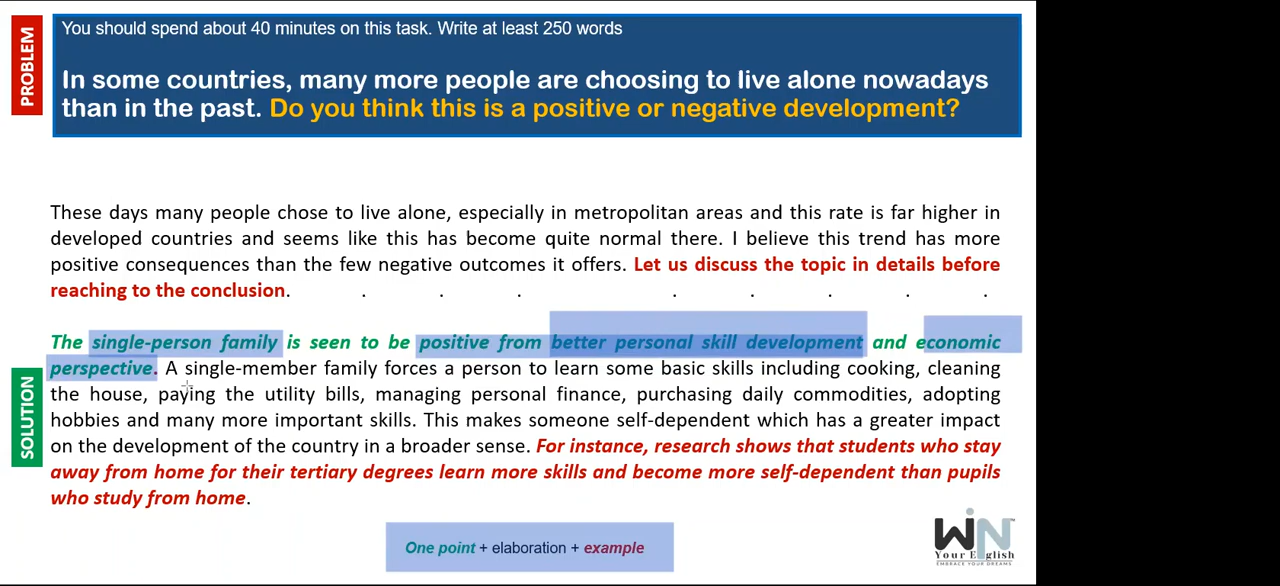 PROBLEM
You should spend about 40 minutes on this task. Write at least 250 words
In some countries, many more people are choosing to live alone nowadays
than in the past. Do you think this is a positive or negative development?
These days many people chose to live alone, especially in metropolitan areas and this rate is far higher in
developed countries and seems like this has become quite normal there. I believe this trend has more
positive consequences than the few negative outcomes it offers. Let us discuss the topic in details before
reaching to the conclusion.
The single-person family is seen to be positive from better personal skill development and economic
perspective. A single-member family forces a person to learn some basic skills including cooking, cleaning
the house, paying the utility bills, managing personal finance, purchasing daily commodities, adopting
hobbies and many more important skills. This makes someone self-dependent which has a greater impact
on the development of the country in a broader sense. For instance, research shows that students who stay
away from home for their tertiary degrees learn more skills and become more self-dependent than pupils
who study from home.
SOLUTION
One point + elaboration + example
WiN™
Your English
EMBRACE YOUR DREAMS